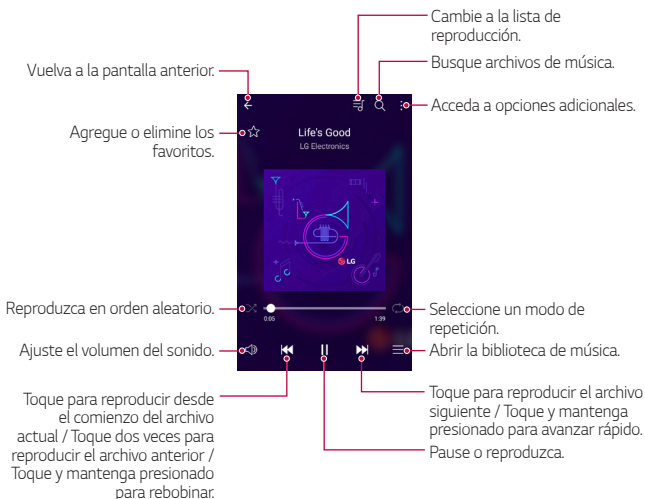 Cambie a la lista de
reproducción.
Vuelva a la pantalla anterior.
Busque archivos de música.
Acceda a opciones adicionales.
Agregue o elimine los
favoritos.
Life's Good
LG Electronics
LG
Reproduzca en orden aleatorio.
0:05
1:39
Seleccione un modo de
repetición.
Ajuste el volumen del sonido.
Abrir la biblioteca de música.
Toque para reproducir desde
el comienzo del archivo
actual / Toque dos veces para
reproducir el archivo anterior /
Toque y mantenga presionado
para rebobinar.
Toque para reproducir el archivo
siguiente / Toque y mantenga
presionado para avanzar rápido.
Pause o reproduzca.